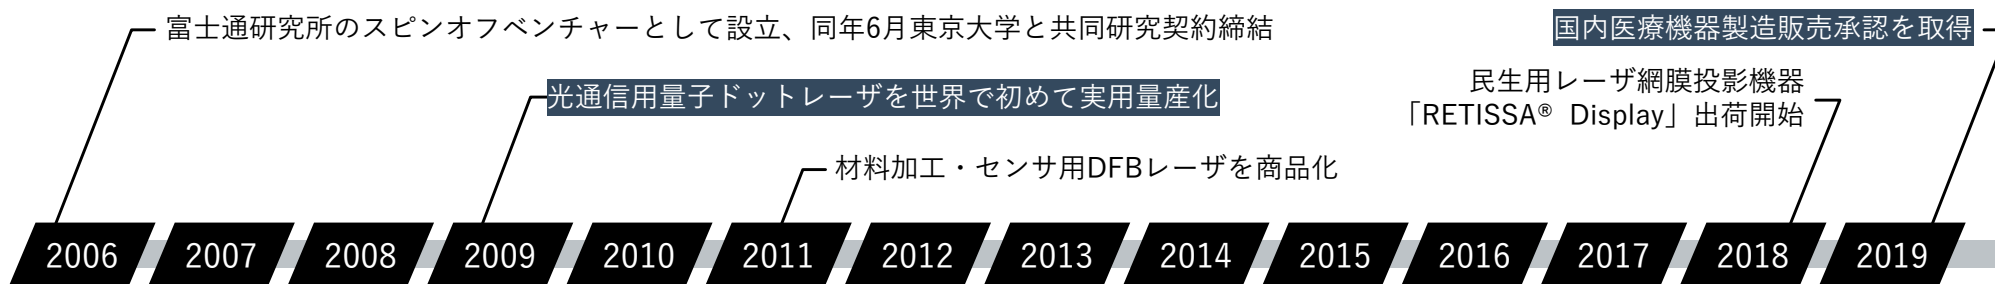 富士通研究所のスピンオフベンチャーとして設立、同年6月東京大学と共同研究契約締結
国内医療機器製造販売承認を取得
光通信用量子ドットレーザを世界で初めて実用量産化
民生用レーザ網膜投影機器
「RETISSA® Display」出荷開始
材料加工・センサ用DFBレーザを商品化
2006 2007 2008 2009 2010 2011 2012 2013 2014 2015 2016 2017 2018 2019